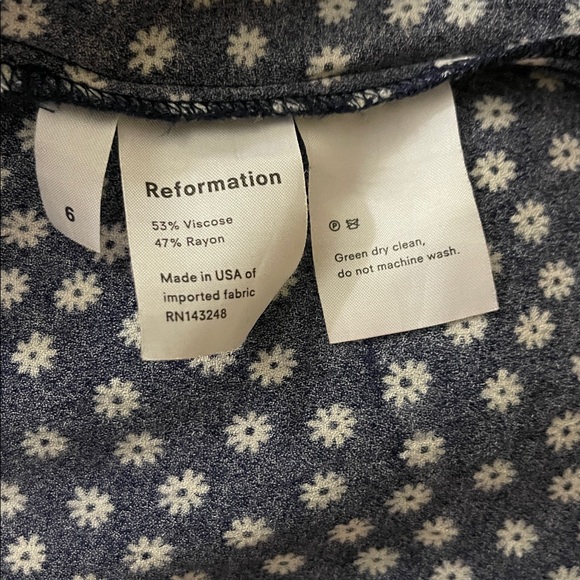 6
Reformation
53% Viscose
47% Rayon
Made in USA of
imported fabric
RN143248
P
Green dry clean,
do not machine wash.